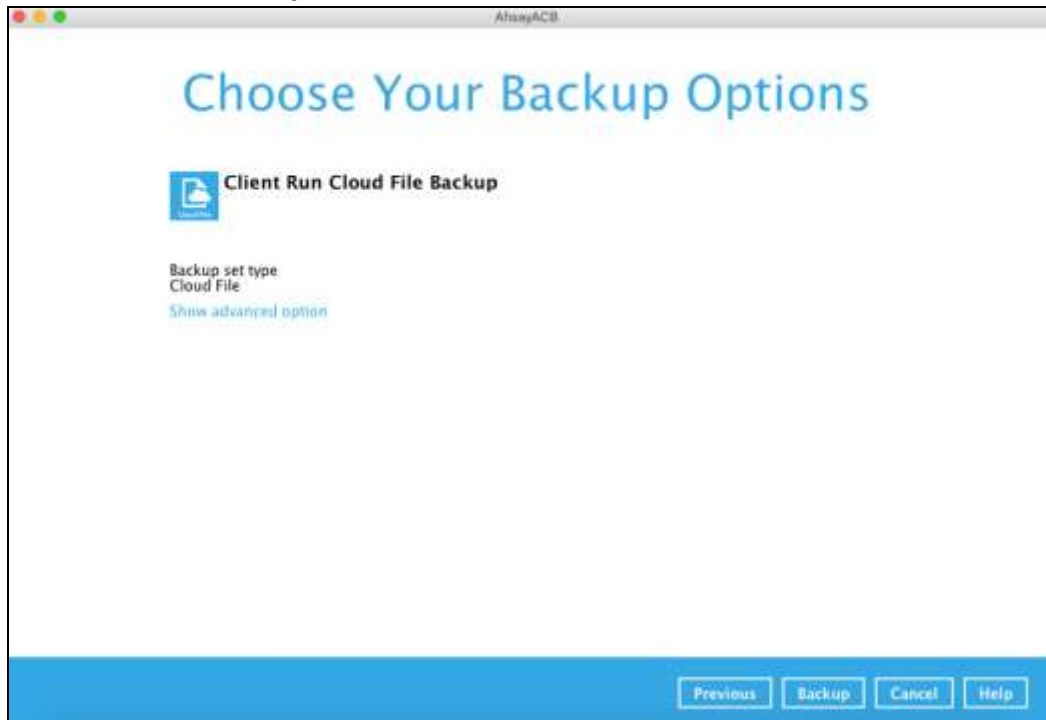 AhsayACB
Choose Your Backup Options
Client Run Cloud File Backup
Backup set type
Cloud File
Show advanced option
Previous Backup Cancel Help